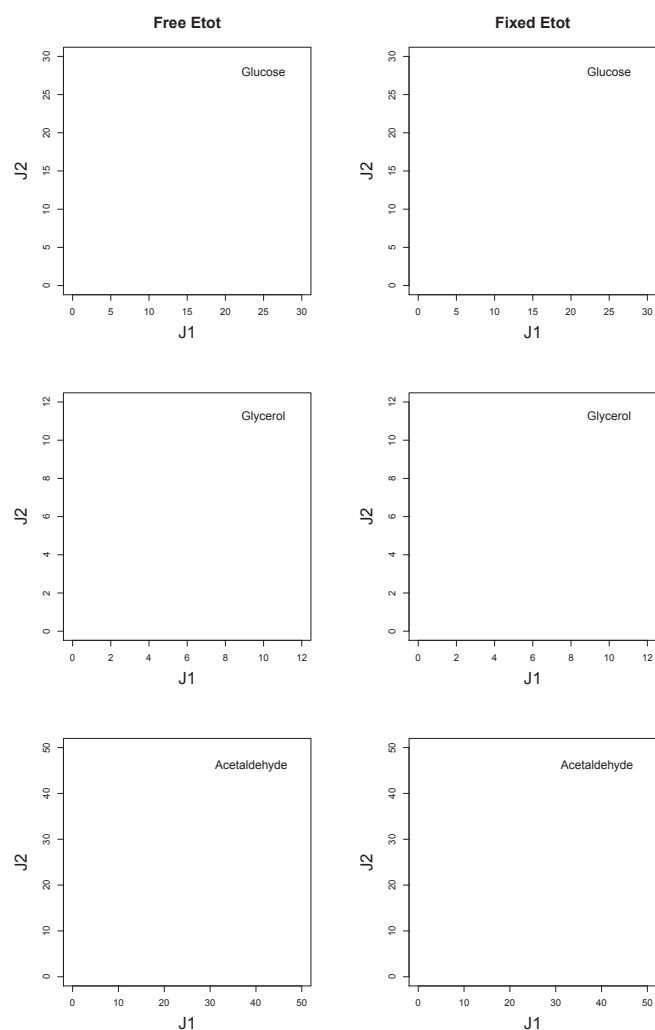 Free Etot Fixed Etot
30 Glucose 30 Glucose
25 25
20 20
J2 15 J2 15
10 10
5 5
0 0
0 5 10 15 20 25 30 0 5 10 15 20 25 30
J1 J1
12 Glycerol 12 Glycerol
10 10
8 8
J2 6 J2 6
4 4
2 2
0 0
0 2 4 6 8 10 12 0 2 4 6 8 10 12
J1 J1
50 Acetaldehyde 50 Acetaldehyde
40 40
30 30
J2 20 J2 20
10 10
0 0
0 10 20 30 40 50 0 10 20 30 40 50
J1 J1